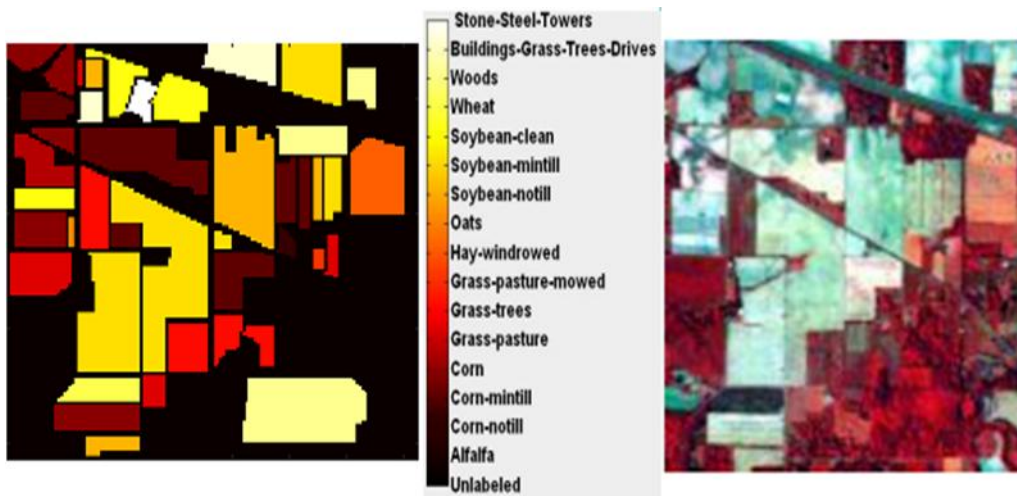 Stone-Steel-Towers
Buildings-Grass-Trees-Drives
Woods
Wheat
Soybean-clean
Soybean-mintill
Soybean-notill
Oats
Hay-windrowed
Grass-pasture-mowed
Grass-trees
Grass-pasture
Corn
Corn-mintill
Corn-notill
Alfalfa
Unlabeled